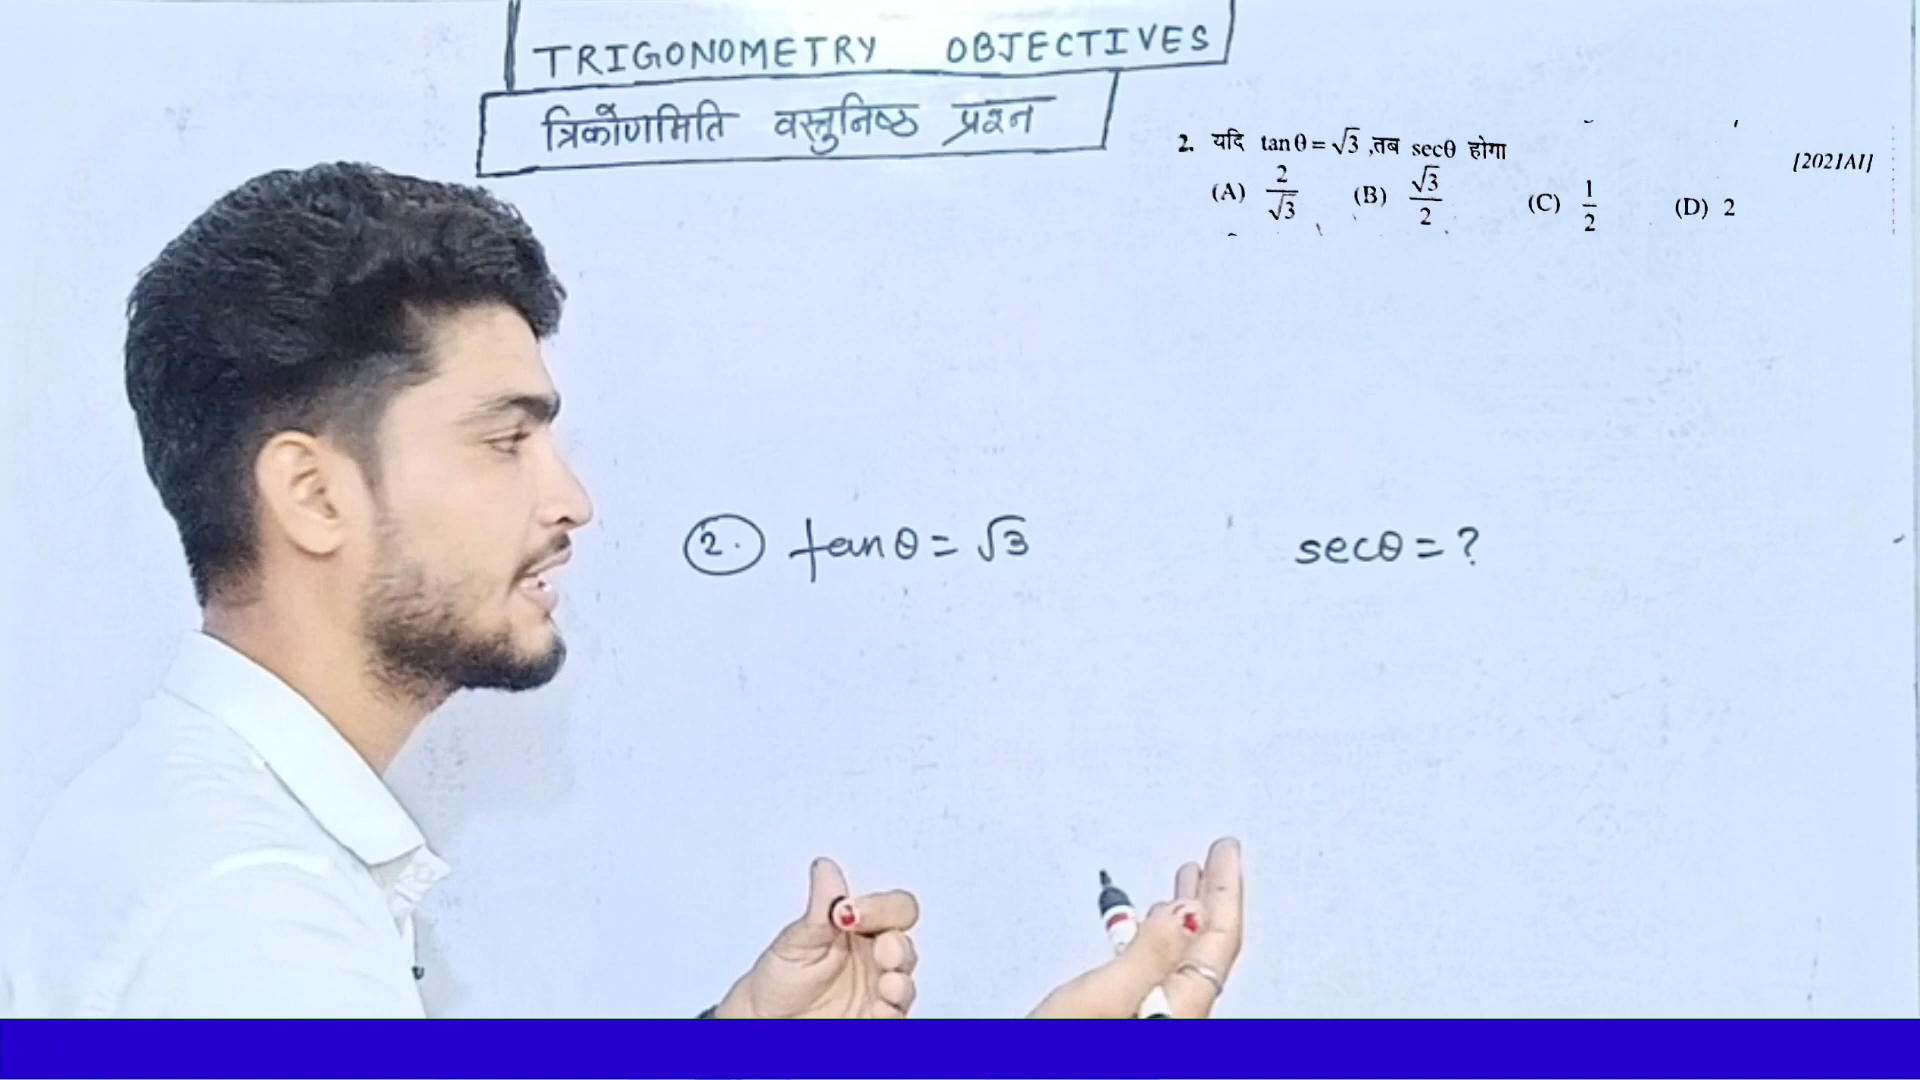 TRIGONOMETRY OBJECTIVES
त्रिकोणमिति वस्तुनिष्ठ प्रश्न
2. यदि tanθ = √3 ,तब secθ होगा
[2021AI]
(A) 2/√3 (B) √3/2 (C) 1/2 (D) 2
2. tanθ = √3 secθ = ?